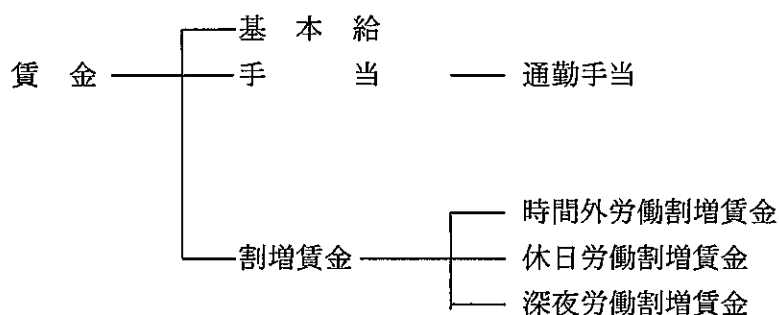 基本給
賃金 手当 通勤手当
時間外労働割増賃金
割増賃金 休日労働割増賃金
深夜労働割増賃金